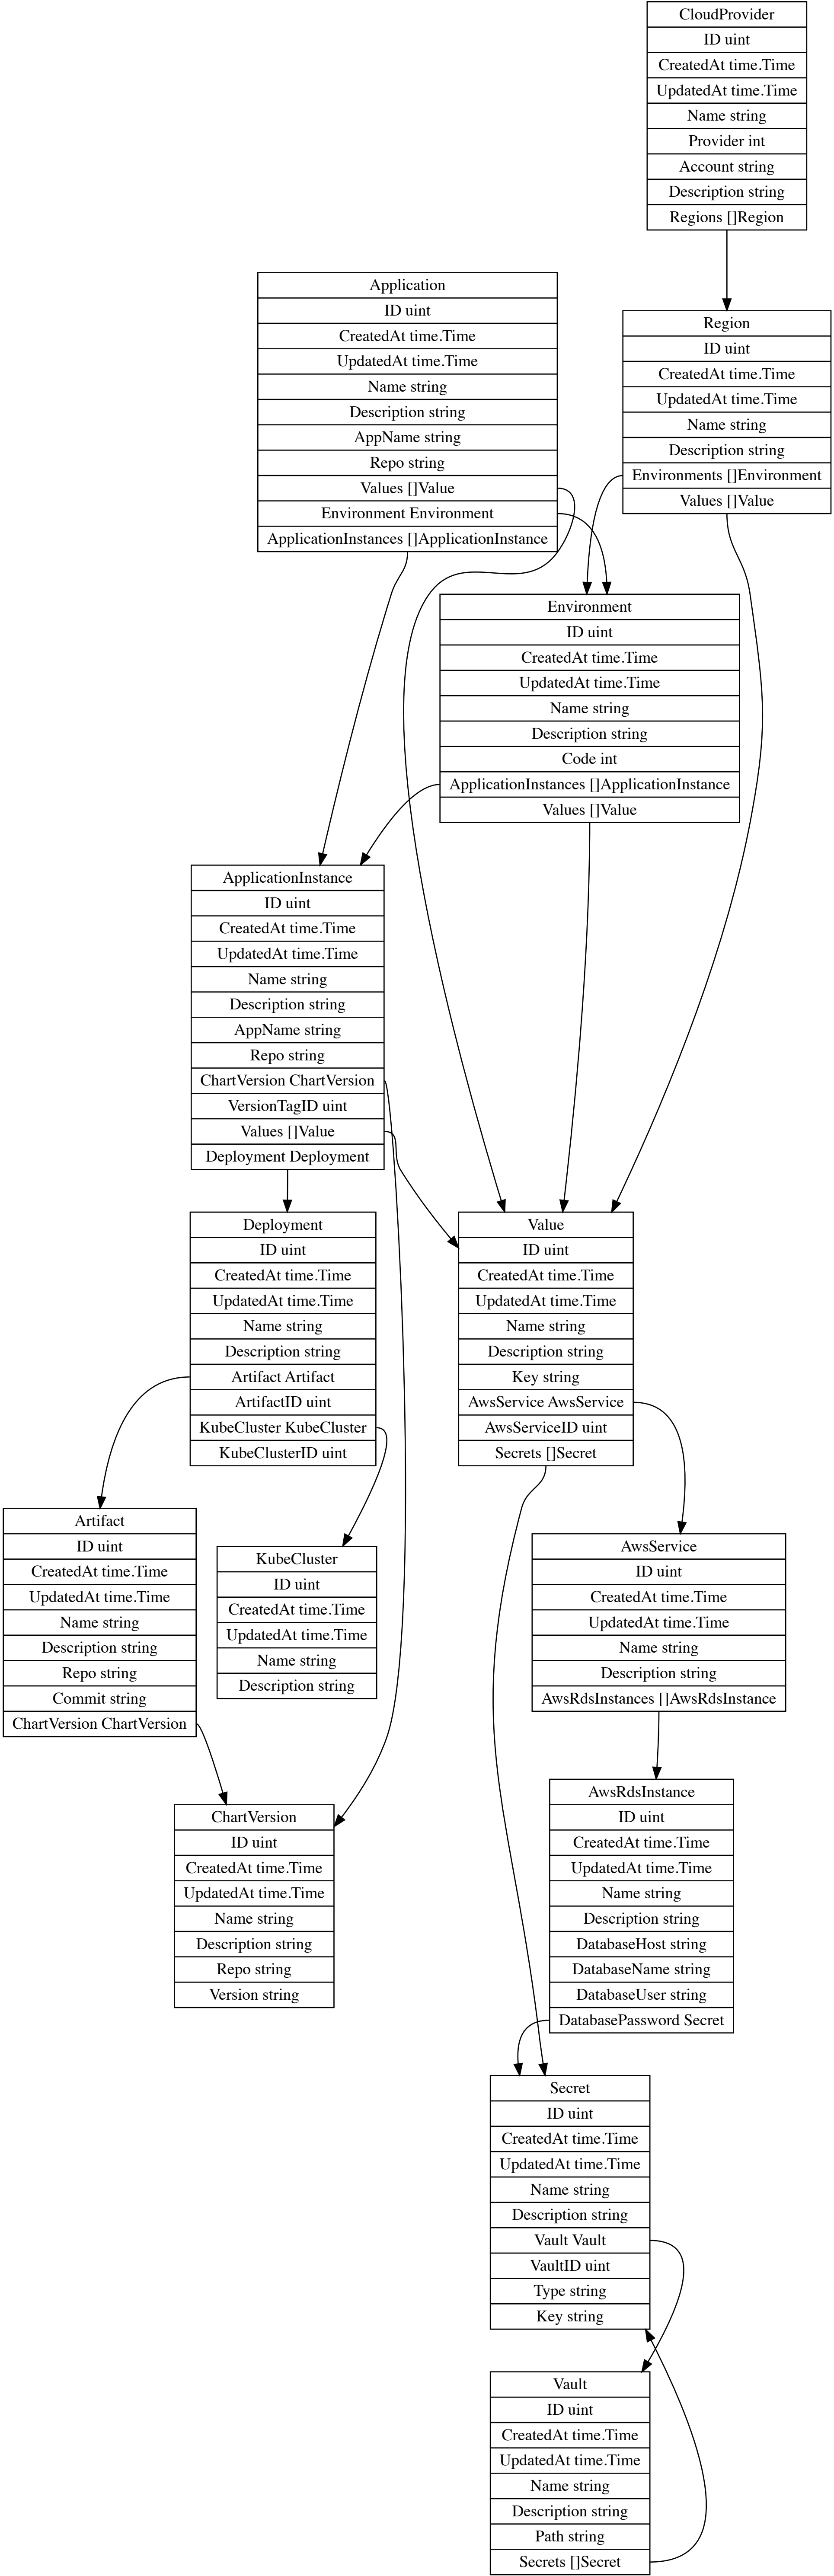 CloudProvider
ID uint
CreatedAt time.Time
UpdatedAt time.Time
Name string
Provider int
Account string
Description string
Regions []Region
Application
ID uint
CreatedAt time.Time
UpdatedAt time.Time
Name string
Description string
AppName string
Repo string
Values []Value
Environment Environment
ApplicationInstances []ApplicationInstance
Region
ID uint
CreatedAt time.Time
UpdatedAt time.Time
Name string
Description string
Environments []Environment
Values []Value
Environment
ID uint
CreatedAt time.Time
UpdatedAt time.Time
Name string
Description string
Code int
ApplicationInstances []ApplicationInstance
Values []Value
ApplicationInstance
ID uint
CreatedAt time.Time
UpdatedAt time.Time
Name string
Description string
AppName string
Repo string
ChartVersion ChartVersion
VersionTagID uint
Values []Value
Deployment Deployment
Deployment
ID uint
CreatedAt time.Time
UpdatedAt time.Time
Name string
Description string
Artifact Artifact
ArtifactID uint
KubeCluster KubeCluster
KubeClusterID uint
Value
ID uint
CreatedAt time.Time
UpdatedAt time.Time
Name string
Description string
Key string
AwsService AwsService
AwsServiceID uint
Secrets []Secret
Artifact
ID uint
CreatedAt time.Time
UpdatedAt time.Time
Name string
Description string
Repo string
Commit string
ChartVersion ChartVersion
KubeCluster
ID uint
CreatedAt time.Time
UpdatedAt time.Time
Name string
Description string
AwsService
ID uint
CreatedAt time.Time
UpdatedAt time.Time
Name string
Description string
AwsRdsInstances []AwsRdsInstance
ChartVersion
ID uint
CreatedAt time.Time
UpdatedAt time.Time
Name string
Description string
Repo string
Version string
AwsRdsInstance
ID uint
CreatedAt time.Time
UpdatedAt time.Time
Name string
Description string
DatabaseHost string
DatabaseName string
DatabaseUser string
DatabasePassword Secret
Secret
ID uint
CreatedAt time.Time
UpdatedAt time.Time
Name string
Description string
Vault Vault
VaultID uint
Type string
Key string
Vault
ID uint
CreatedAt time.Time
UpdatedAt time.Time
Name string
Description string
Path string
Secrets []Secret